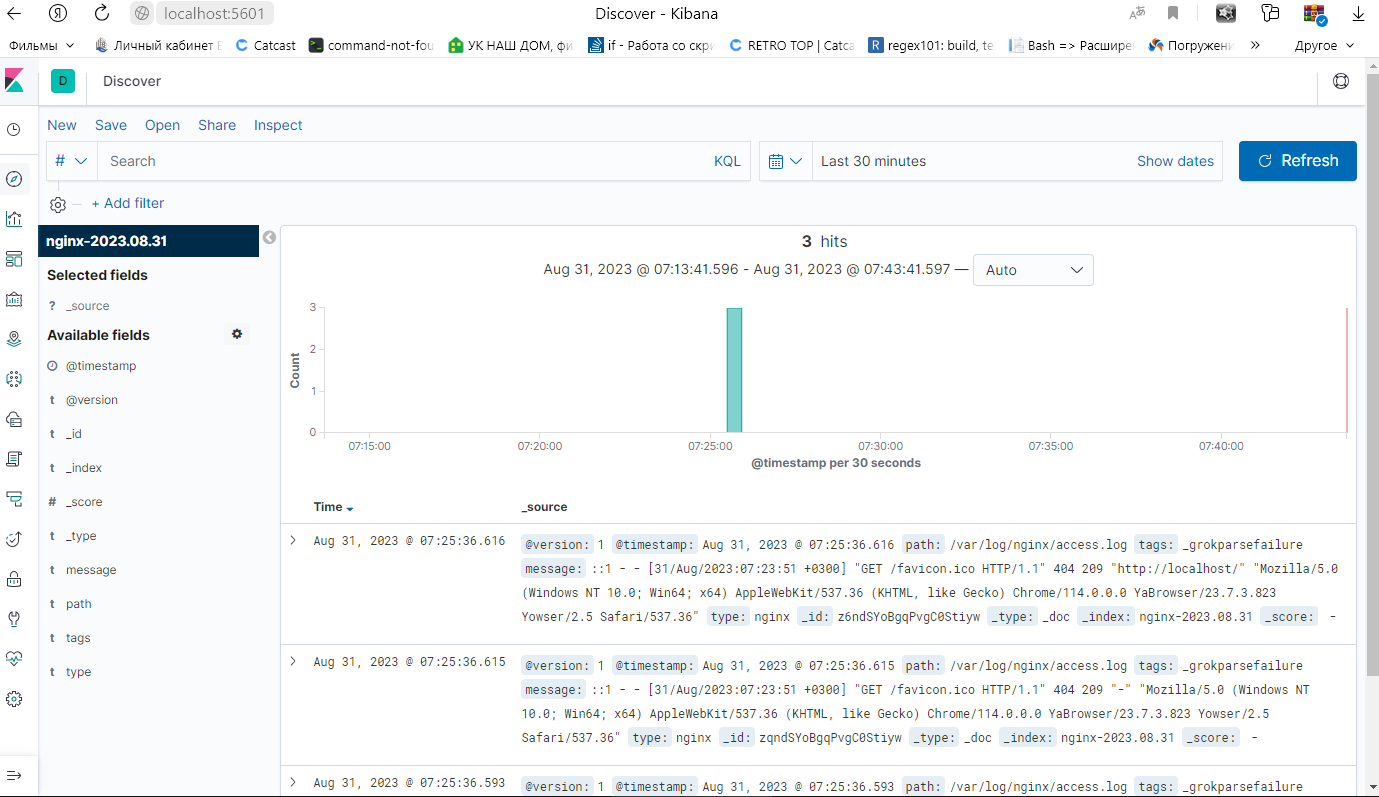 Я localhost:5601 Discover - Kibana
Фильмы Личный кабинет Catcast command-not-fou УК НАШ ДОМ, фи if - Работа со скри RETRO TOP | Catca regex101: build, te Bash => Расширен Погружени Другое
D Discover
New Save Open Share Inspect
# Search KQL Last 30 minutes Show dates Refresh
+ Add filter
nginx-2023.08.31
Selected fields
? _source
Available fields
@timestamp
t @version
t _id
t _index
# _score
t _type
t message
t path
t tags
t type
3 hits
Aug 31, 2023 @ 07:13:41.596 - Aug 31, 2023 @ 07:43:41.597 — Auto
Count
3
2
1
0
07:15:00 07:20:00 07:25:00 07:30:00 07:35:00 07:40:00
@timestamp per 30 seconds
Time _source
Aug 31, 2023 @ 07:25:36.616 @version: 1 @timestamp: Aug 31, 2023 @ 07:25:36.616 path: /var/log/nginx/access.log tags: _grokparsefailure
message: ::1 - - [31/Aug/2023:07:23:51 +0300] "GET /favicon.ico HTTP/1.1" 404 209 "http://localhost/" "Mozilla/5.0
(Windows NT 10.0; Win64; x64) AppleWebKit/537.36 (KHTML, like Gecko) Chrome/114.0.0.0 YaBrowser/23.7.3.823
Yowser/2.5 Safari/537.36" type: nginx _id: z6ndSYoBgqPvgC0Stiyw _type: _doc _index: nginx-2023.08.31 _score: -
Aug 31, 2023 @ 07:25:36.615 @version: 1 @timestamp: Aug 31, 2023 @ 07:25:36.615 path: /var/log/nginx/access.log tags: _grokparsefailure
message: ::1 - - [31/Aug/2023:07:23:51 +0300] "GET /favicon.ico HTTP/1.1" 404 209 "-" "Mozilla/5.0 (Windows NT
10.0; Win64; x64) AppleWebKit/537.36 (KHTML, like Gecko) Chrome/114.0.0.0 YaBrowser/23.7.3.823 Yowser/2.5
Safari/537.36" type: nginx _id: zqndSYoBgqPvgC0Stiyw _type: _doc _index: nginx-2023.08.31 _score: -
Aug 31, 2023 @ 07:25:36.593 @version: 1 @timestamp: Aug 31, 2023 @ 07:25:36.593 path: /var/log/nginx/access.log tags: _grokparsefailure